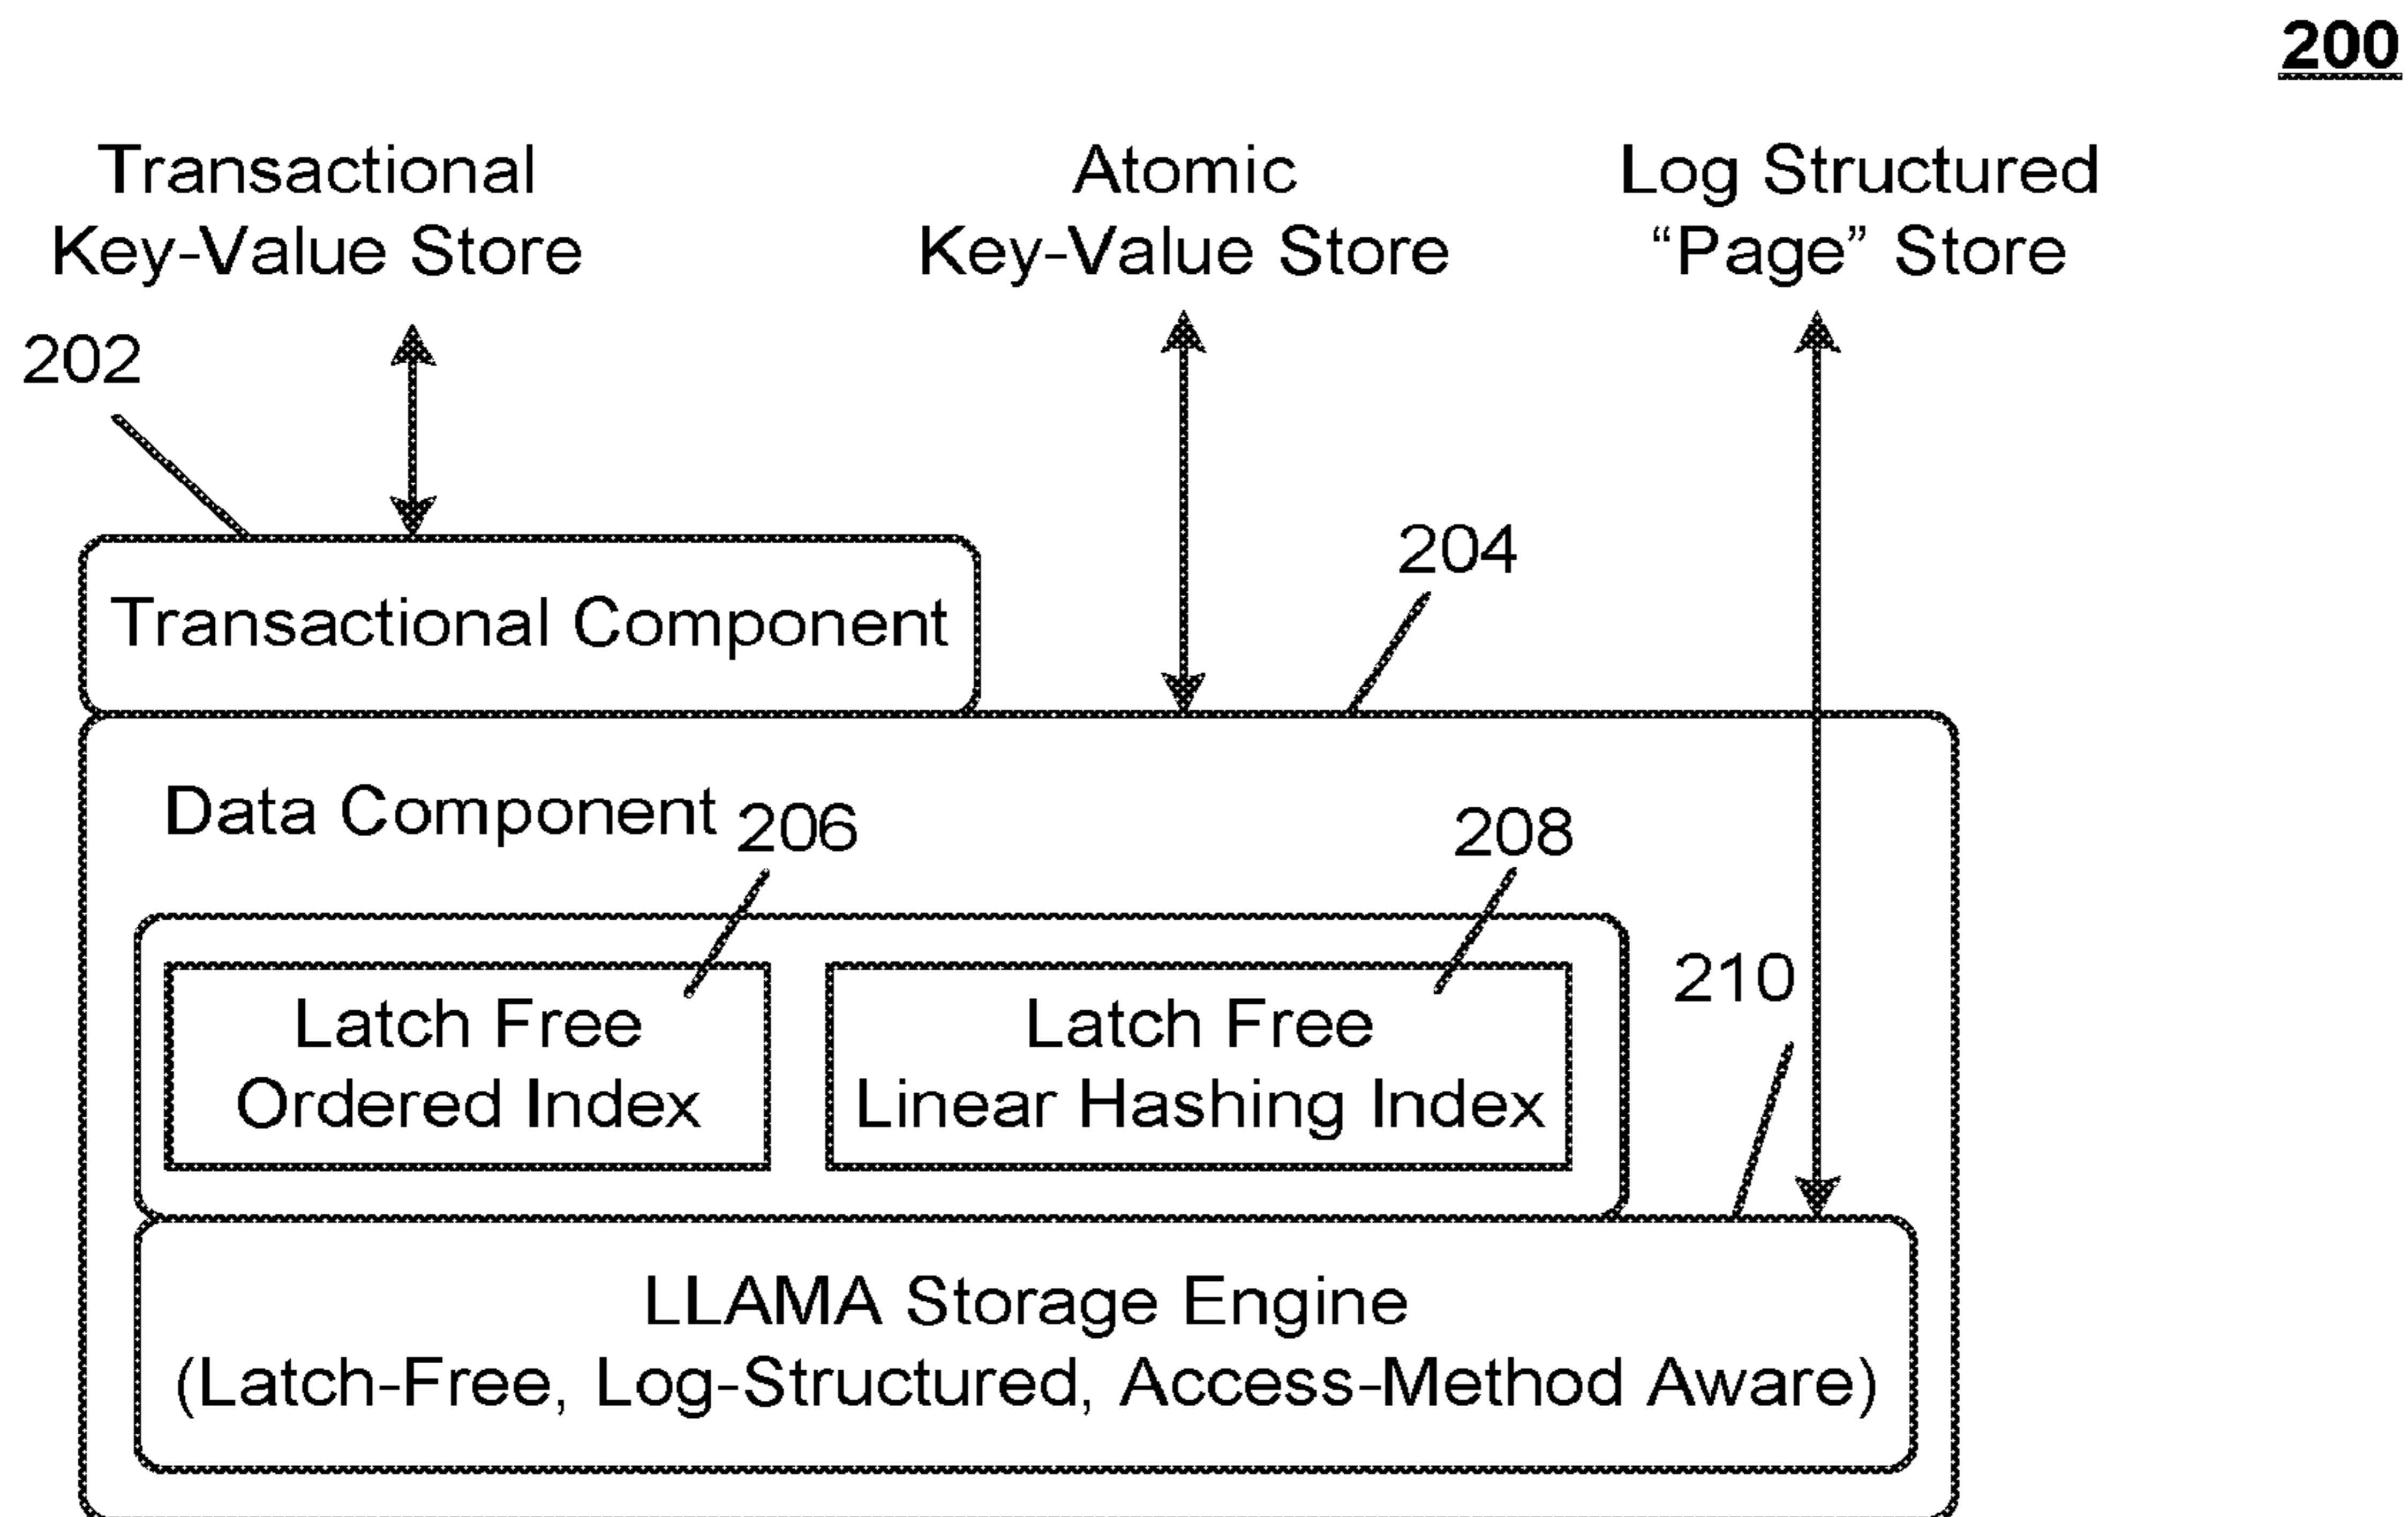 200
Transactional
Key-Value Store
Atomic
Key-Value Store
Log Structured
“Page” Store
202
204
Transactional Component
Data Component
206
208
210
Latch Free
Ordered Index
Latch Free
Linear Hashing Index
LLAMA Storage Engine
(Latch-Free, Log-Structured, Access-Method Aware)